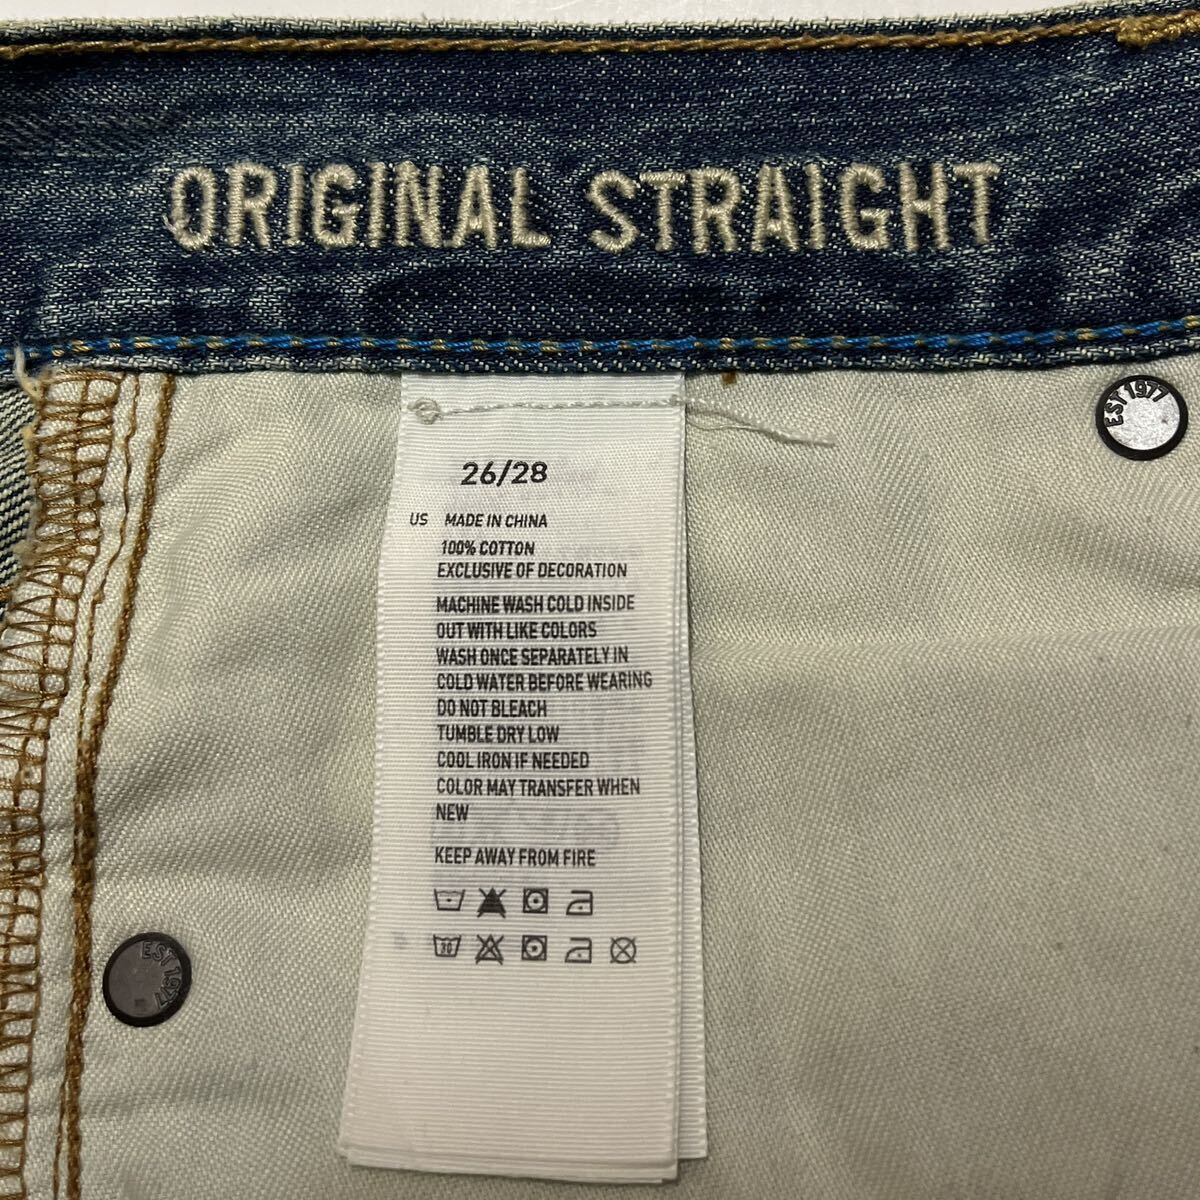 ORIGINAL STRAIGHT
EST 1977
26/28
US MADE IN CHINA
100% COTTON
EXCLUSIVE OF DECORATION
MACHINE WASH COLD INSIDE
OUT WITH LIKE COLORS
WASH ONCE SEPARATELY IN
COLD WATER BEFORE WEARING
DO NOT BLEACH
TUMBLE DRY LOW
COOL IRON IF NEEDED
COLOR MAY TRANSFER WHEN
NEW
KEEP AWAY FROM FIRE
30
EST 1977